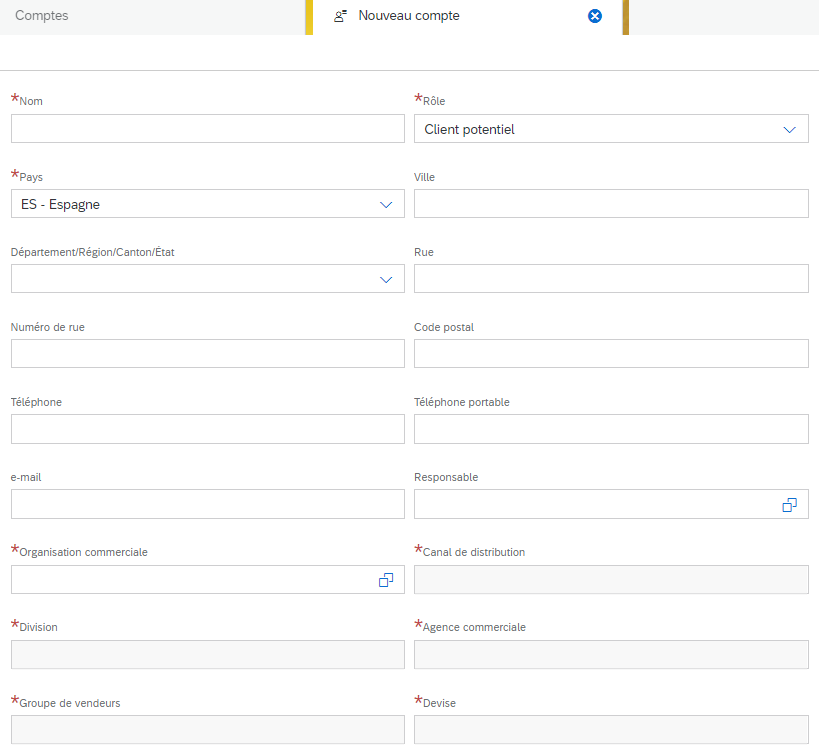 Comptes
Nouveau compte
*Nom
*Rôle
Client potentiel
*Pays
Ville
ES - Espagne
Département/Région/Canton/État
Rue
Numéro de rue
Code postal
Téléphone
Téléphone portable
e-mail
Responsable
*Organisation commerciale
*Canal de distribution
*Division
*Agence commerciale
*Groupe de vendeurs
*Devise